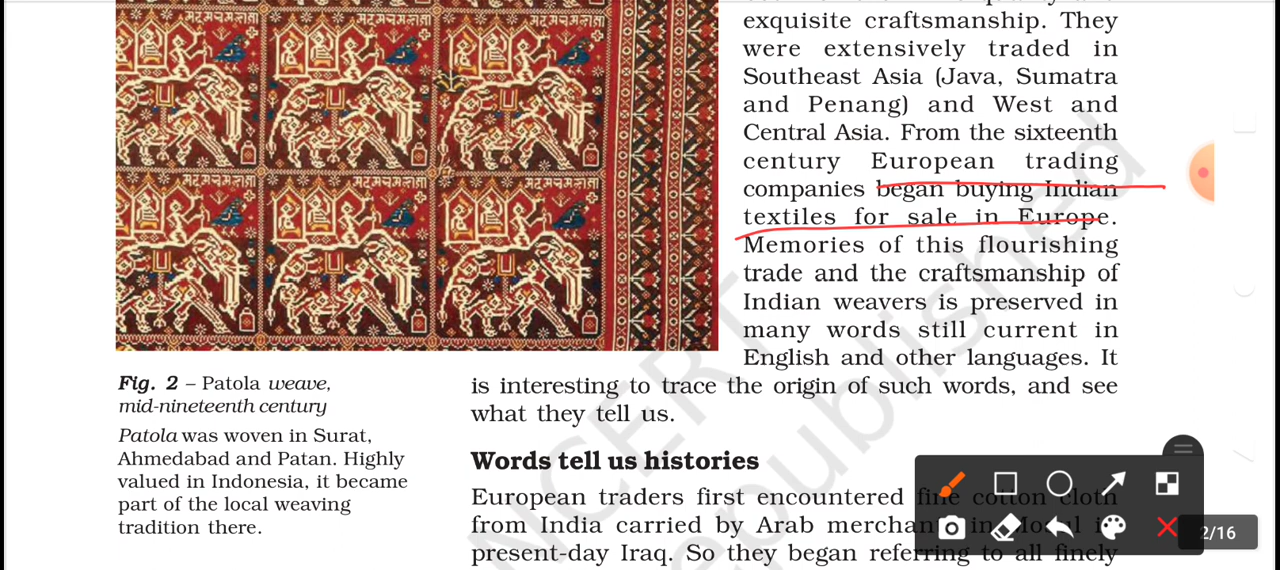 exquisite craftsmanship. They
were extensively traded in
Southeast Asia (Java, Sumatra
and Penang) and West and
Central Asia. From the sixteenth
century European trading
companies began buying Indian
textiles for sale in Europe.
Memories of this flourishing
trade and the craftsmanship of
Indian weavers is preserved in
many words still current in
English and other languages. It
is interesting to trace the origin of such words, and see
what they tell us.
Fig. 2 – Patola weave,
mid-nineteenth century
Patola was woven in Surat,
Ahmedabad and Patan. Highly
valued in Indonesia, it became
part of the local weaving
tradition there.
Words tell us histories
European traders first encountered fine cotton cloth
from India carried by Arab merchan in Mosul i
present-day Iraq. So they began referring to all finely
2/16
NCERT
republished